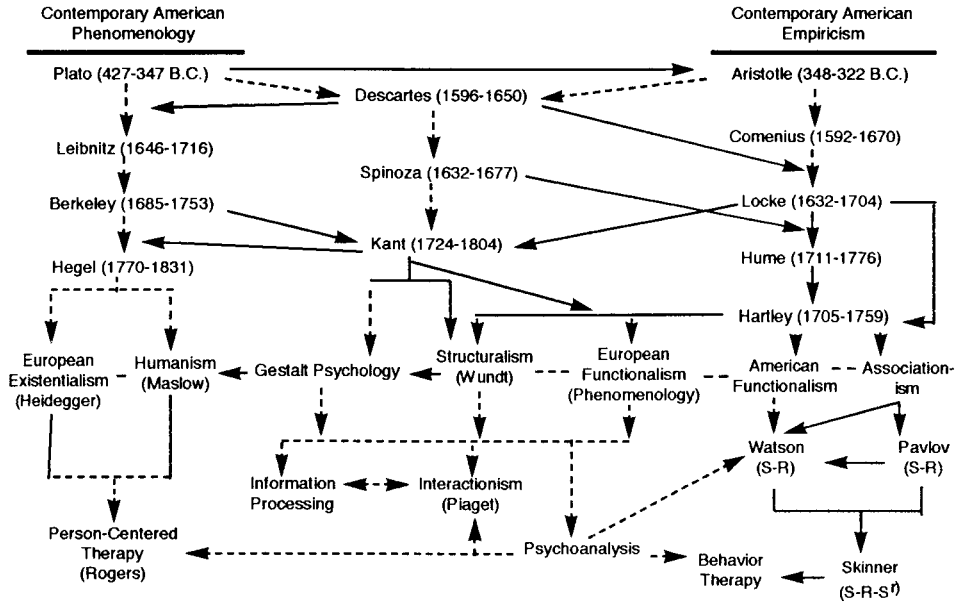 Contemporary American
Phenomenology
Contemporary American
Empiricism
Plato (427-347 B.C.)
Aristotle (348-322 B.C.)
Descartes (1596-1650)
Comenius (1592-1670)
Leibnitz (1646-1716)
Spinoza (1632-1677)
Berkeley (1685-1753)
Locke (1632-1704)
Kant (1724-1804)
Hume (1711-1776)
Hegel (1770-1831)
Hartley (1705-1759)
European
Existentialism
(Heidegger)
Humanism
(Maslow)
Gestalt Psychology
Structuralism
(Wundt)
European
Functionalism
(Phenomenology)
American
Functionalism
Association-
ism
Watson
(S-R)
Pavlov
(S-R)
Information
Processing
Interactionism
(Piaget)
Person-Centered
Therapy
(Rogers)
Psychoanalysis
Behavior
Therapy
Skinner
(S-R-Sʳ)